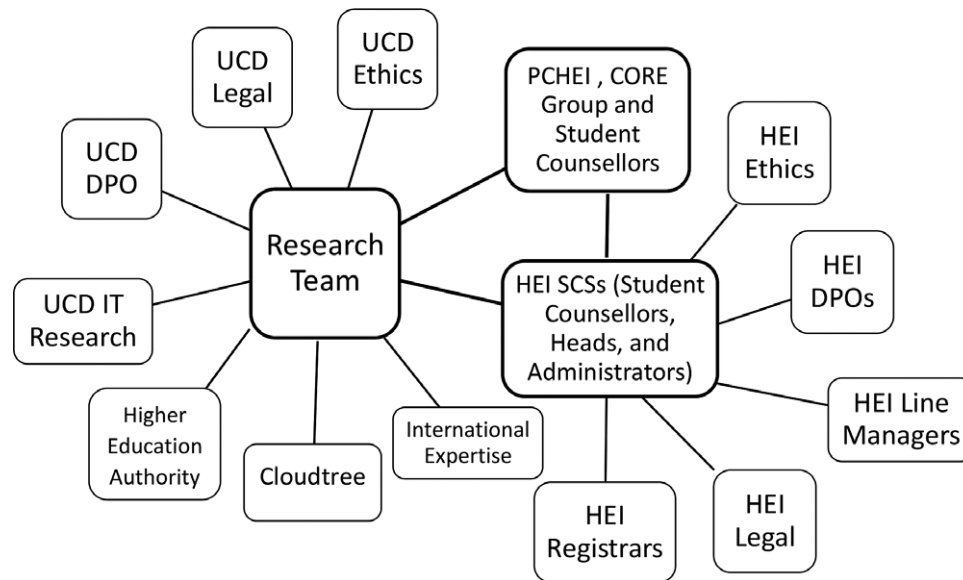 UCD
Legal
UCD
Ethics
PCHEI , CORE
Group and
Student
Counsellors
UCD
DPO
HEI
Ethics
Research
Team
HEI SCSs (Student
Counsellors,
Heads, and
Administrators)
HEI
DPOs
UCD IT
Research
Higher
Education
Authority
Cloudtree
International
Expertise
HEI Line
Managers
HEI
Registrars
HEI
Legal